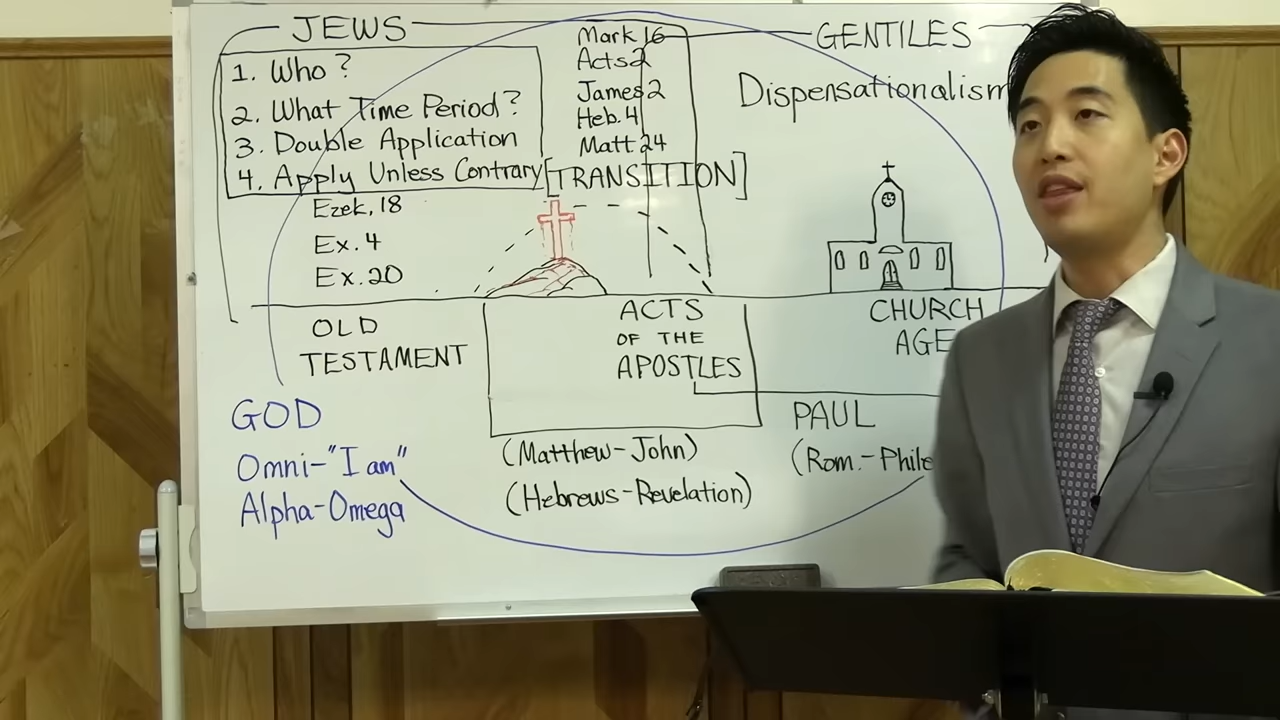 JEWS
1. Who?
2. What Time Period?
3. Double Application
4. Apply Unless Contrary
Ezek. 18
Ex. 4
Ex. 20
Mark 16
Acts 2
James 2
Heb. 4
Matt 24
[TRANSITION]
GENTILES
Dispensationalism
OLD
TESTAMENT
ACTS
OF THE
APOSTLES
CHURCH
AGE
GOD
Omni-"I am"
Alpha-Omega
(Matthew-John)
(Hebrews-Revelation)
PAUL
(Rom.-Phile